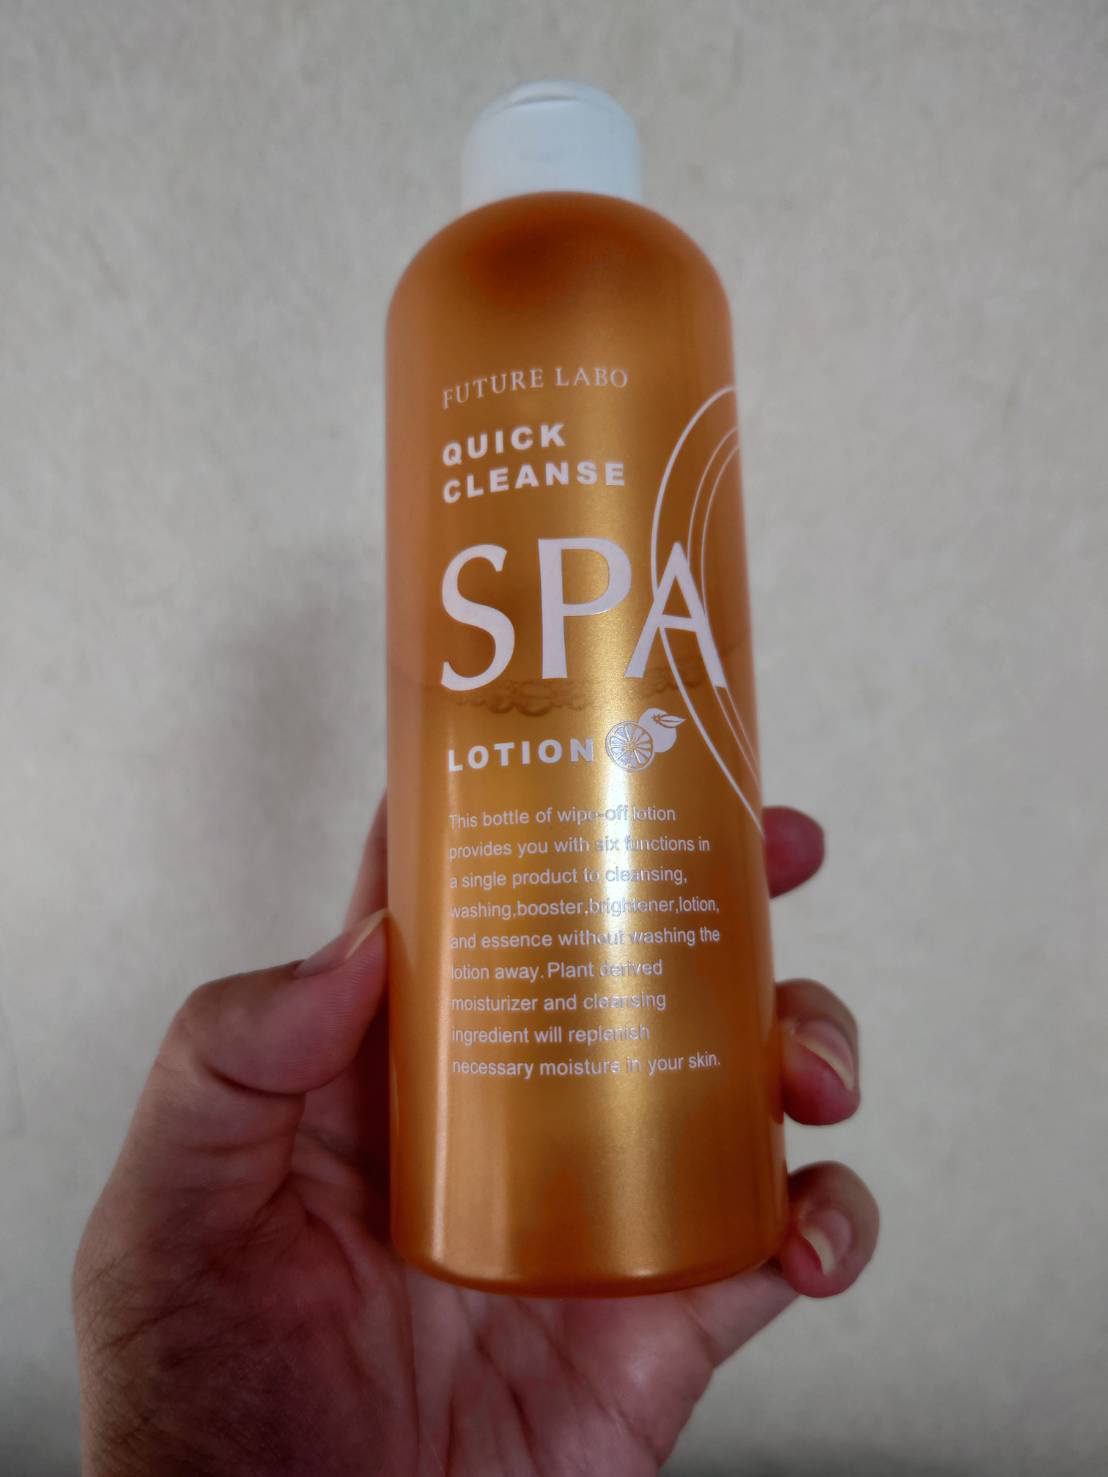 FUTURE LABO
QUICK
CLEANSE
SPA
LOTION
This bottle of wipe-off lotion
provides you with six functions in
a single product to cleansing,
washing,booster,brightener,lotion,
and essence without washing the
lotion away. Plant derived
moisturizer and cleansing
ingredient will replenish
necessary moisture in your skin.